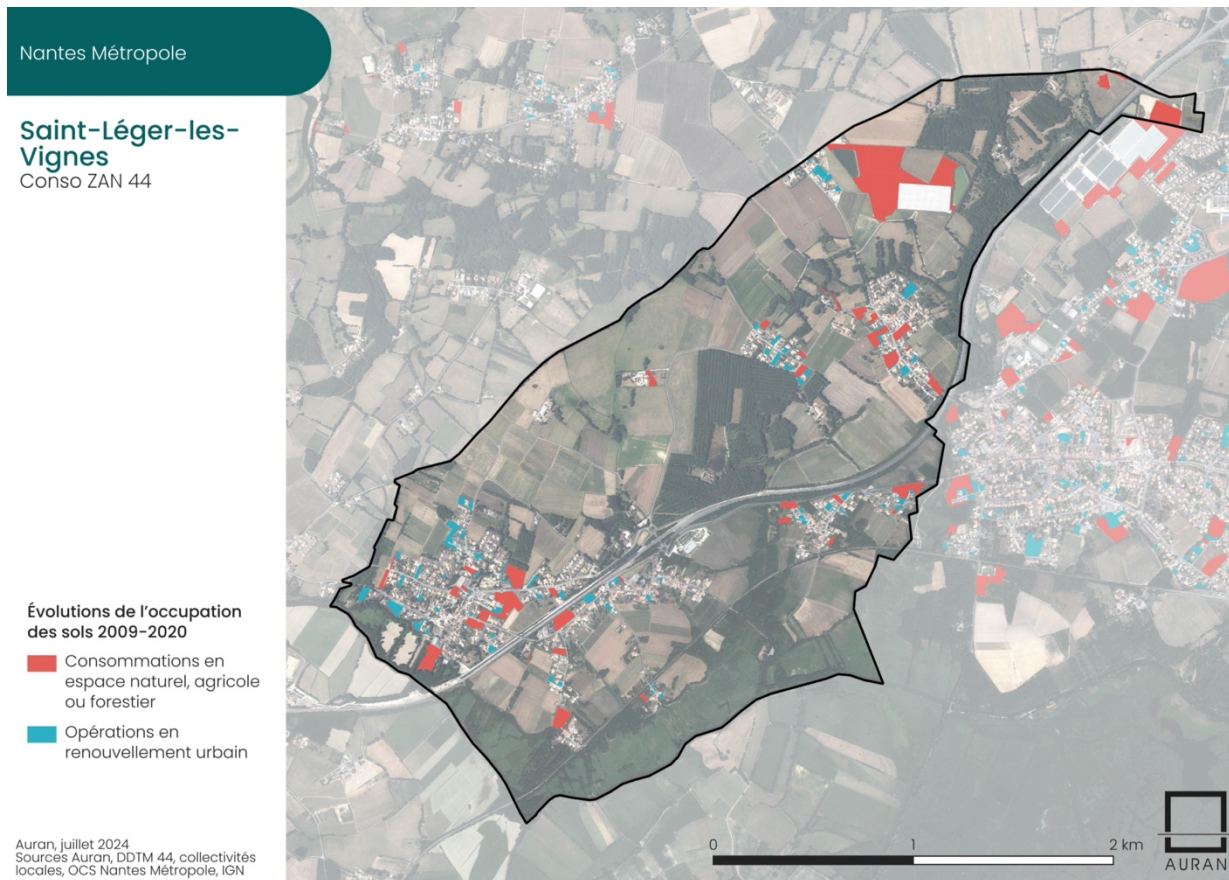 Nantes Métropole
Saint-Léger-les-
Vignes
Conso ZAN 44
Évolutions de l'occupation
des sols 2009-2020
Consommations en
espace naturel, agricole
ou forestier
Opérations en
renouvellement urbain
Auran, juillet 2024
Sources Auran, DDTM 44, collectivités
locales, OCS Nantes Métropole, IGN
0 1 2 km
AURAN